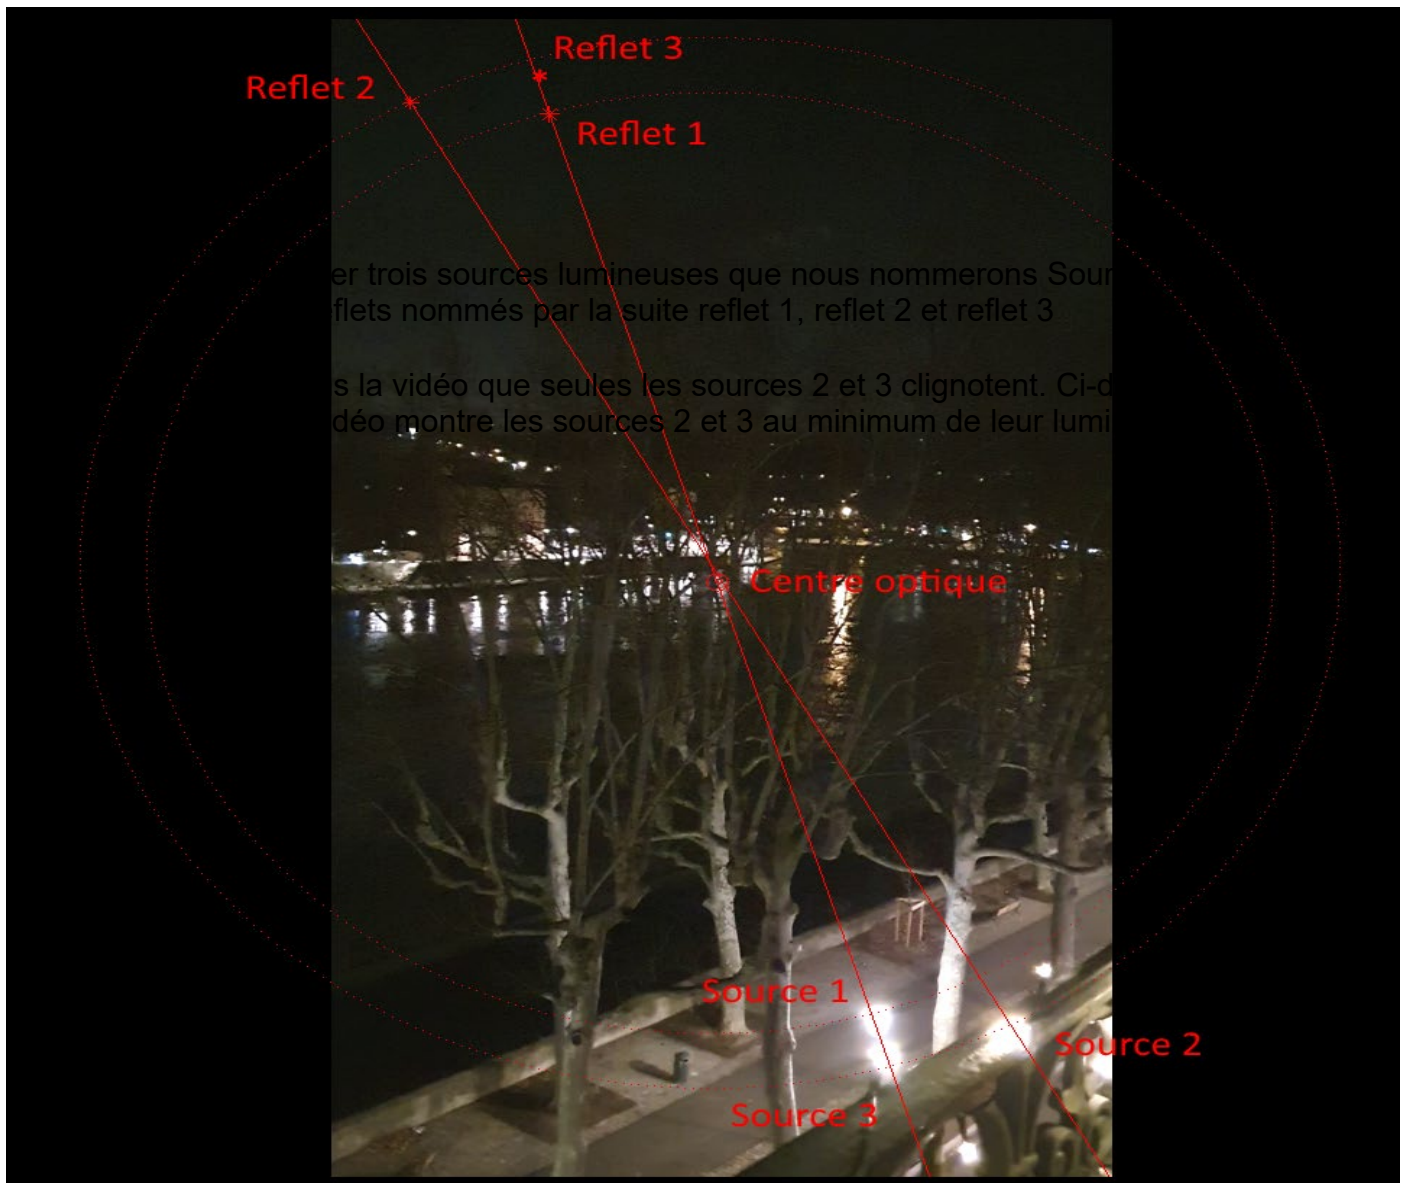 Reflet 3
Reflet 2
Reflet 1
er trois sources lumineuses que nous nommerons Sour
eflets nommés par la suite reflet 1, reflet 2 et reflet 3
s la vidéo que seules les sources 2 et 3 clignotent. Ci-d
idéo montre les sources 2 et 3 au minimum de leur lumi
Centre optique
Source 1
Source 2
Source 3